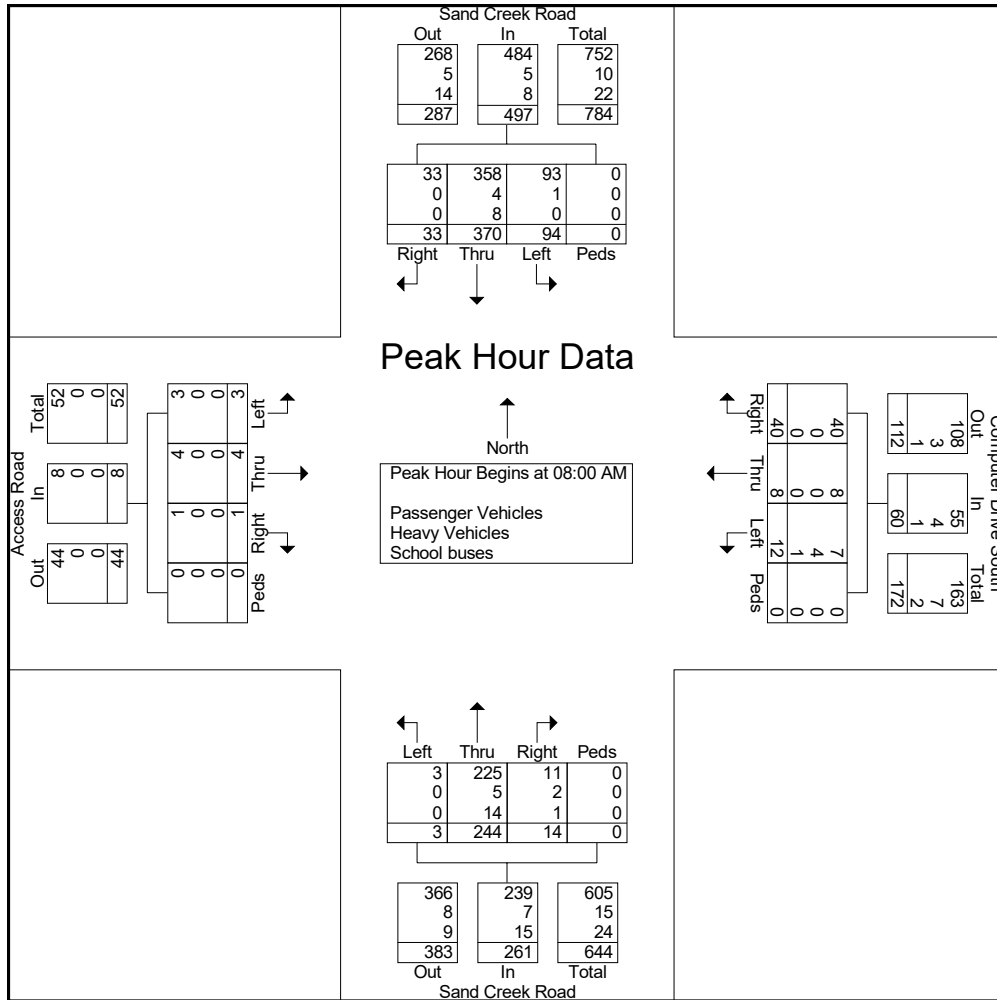 Sand Creek Road
Out In Total
268 484 752
5 5 10
14 8 22
287 497 784
33 358 93 0
0 4 1 0
0 8 0 0
33 370 94 0
Right Thru Left Peds
Peak Hour Data
North
Peak Hour Begins at 08:00 AM
Passenger Vehicles
Heavy Vehicles
School buses
Access Road
Out In Total
44 8 52
0 0 0
0 0 0
44 8 52
3 4 1 0
0 0 0 0
0 0 0 0
3 4 1 0
Left Thru Right Peds
Computer Drive South
Out In Total
108 55 163
3 4 7
1 1 2
112 60 172
40 8 7 0
0 0 4 0
0 0 1 0
40 8 12 0
Right Thru Left Peds
Left Thru Right Peds
3 225 11 0
0 5 2 0
0 14 1 0
3 244 14 0
366 239 605
8 7 15
9 15 24
383 261 644
Out In Total
Sand Creek Road